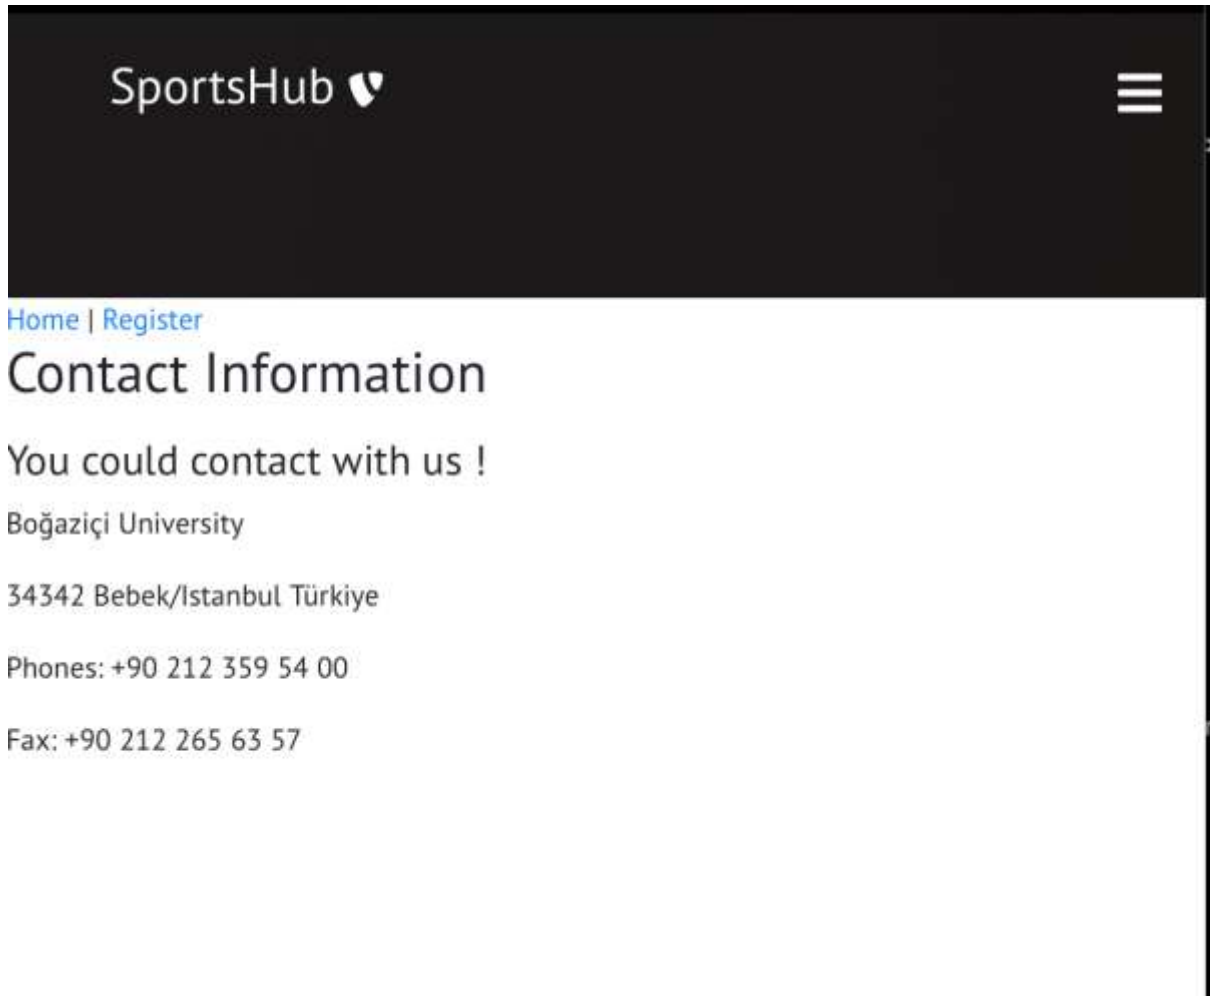 SportsHub
Home | Register
Contact Information
You could contact with us !
Boğaziçi University
34342 Bebek/Istanbul Türkiye
Phones: +90 212 359 54 00
Fax: +90 212 265 63 57